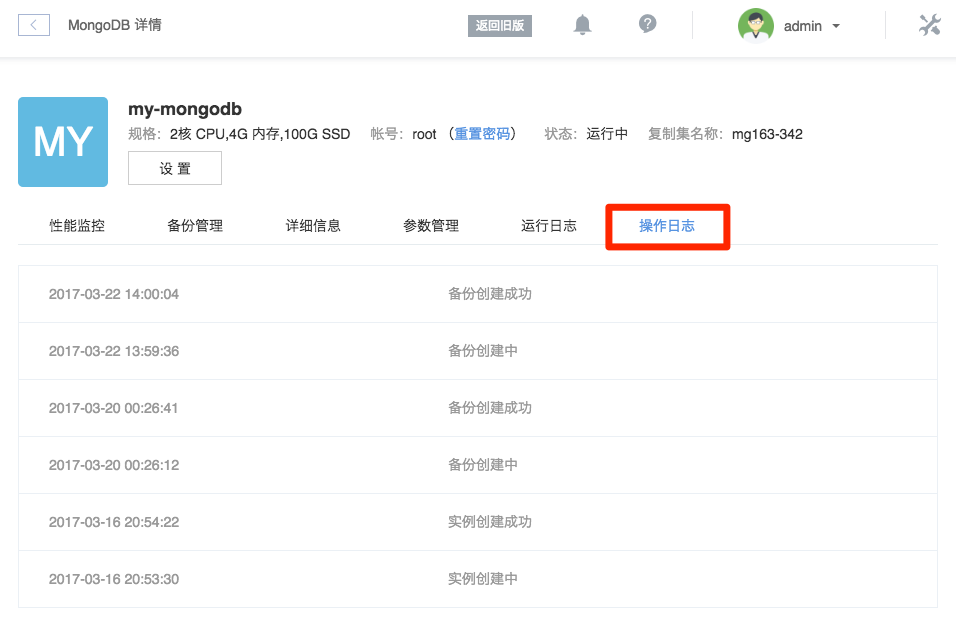 MongoDB 详情 返回旧版 admin
MY
my-mongodb
规格: 2核 CPU,4G 内存,100G SSD 帐号: root (重置密码) 状态: 运行中 复制集名称: mg163-342
设 置
性能监控 备份管理 详细信息 参数管理 运行日志 操作日志
2017-03-22 14:00:04 备份创建成功
2017-03-22 13:59:36 备份创建中
2017-03-20 00:26:41 备份创建成功
2017-03-20 00:26:12 备份创建中
2017-03-16 20:54:22 实例创建成功
2017-03-16 20:53:30 实例创建中